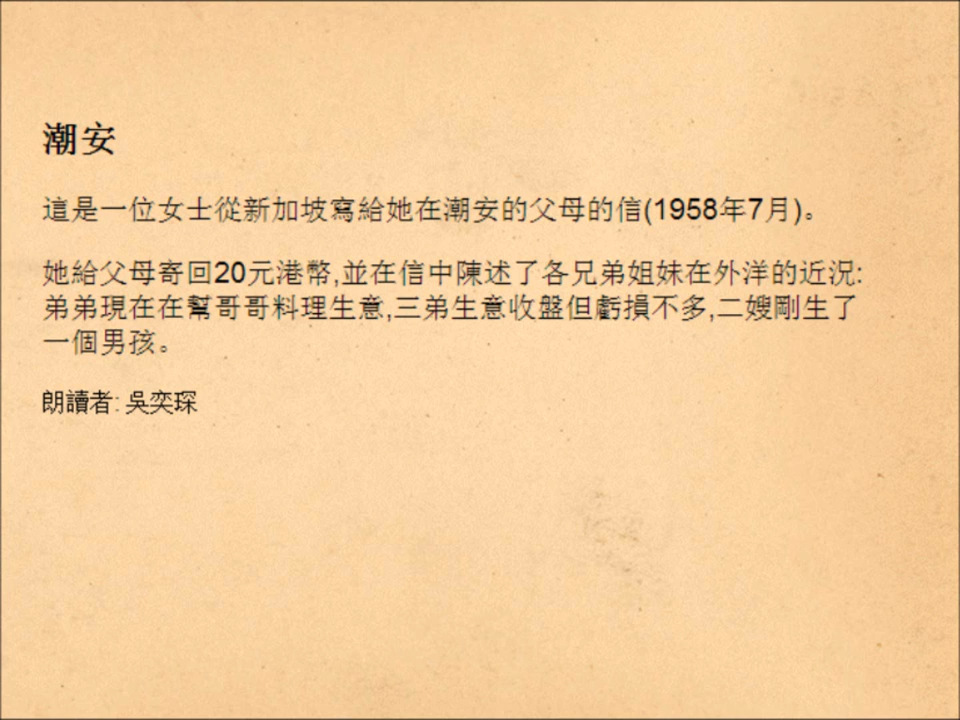 潮安
這是一位女士從新加坡寫給她在潮安的父母的信(1958年7月)。
她給父母寄回20元港幣,並在信中陳述了各兄弟姐妹在外洋的近況:
弟弟現在在幫哥哥料理生意,三弟生意收盤但虧損不多,二嫂剛生了
一個男孩。
朗讀者: 吳奕琛